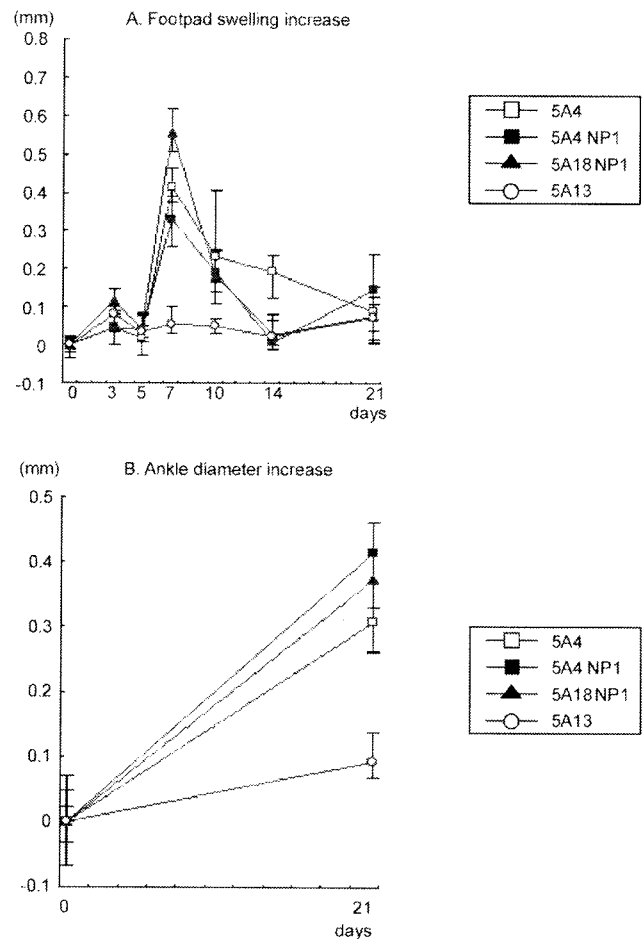 (mm)
A. Footpad swelling increase
0.8
0.7
0.6
0.5
0.4
0.3
0.2
0.1
0
-0.1
0 3 5 7 10 14 21
days
5A4
5A4 NP1
5A18 NP1
5A13
(mm)
B. Ankle diameter increase
0.5
0.4
0.3
0.2
0.1
0
-0.1
0 21
days
5A4
5A4 NP1
5A18 NP1
5A13